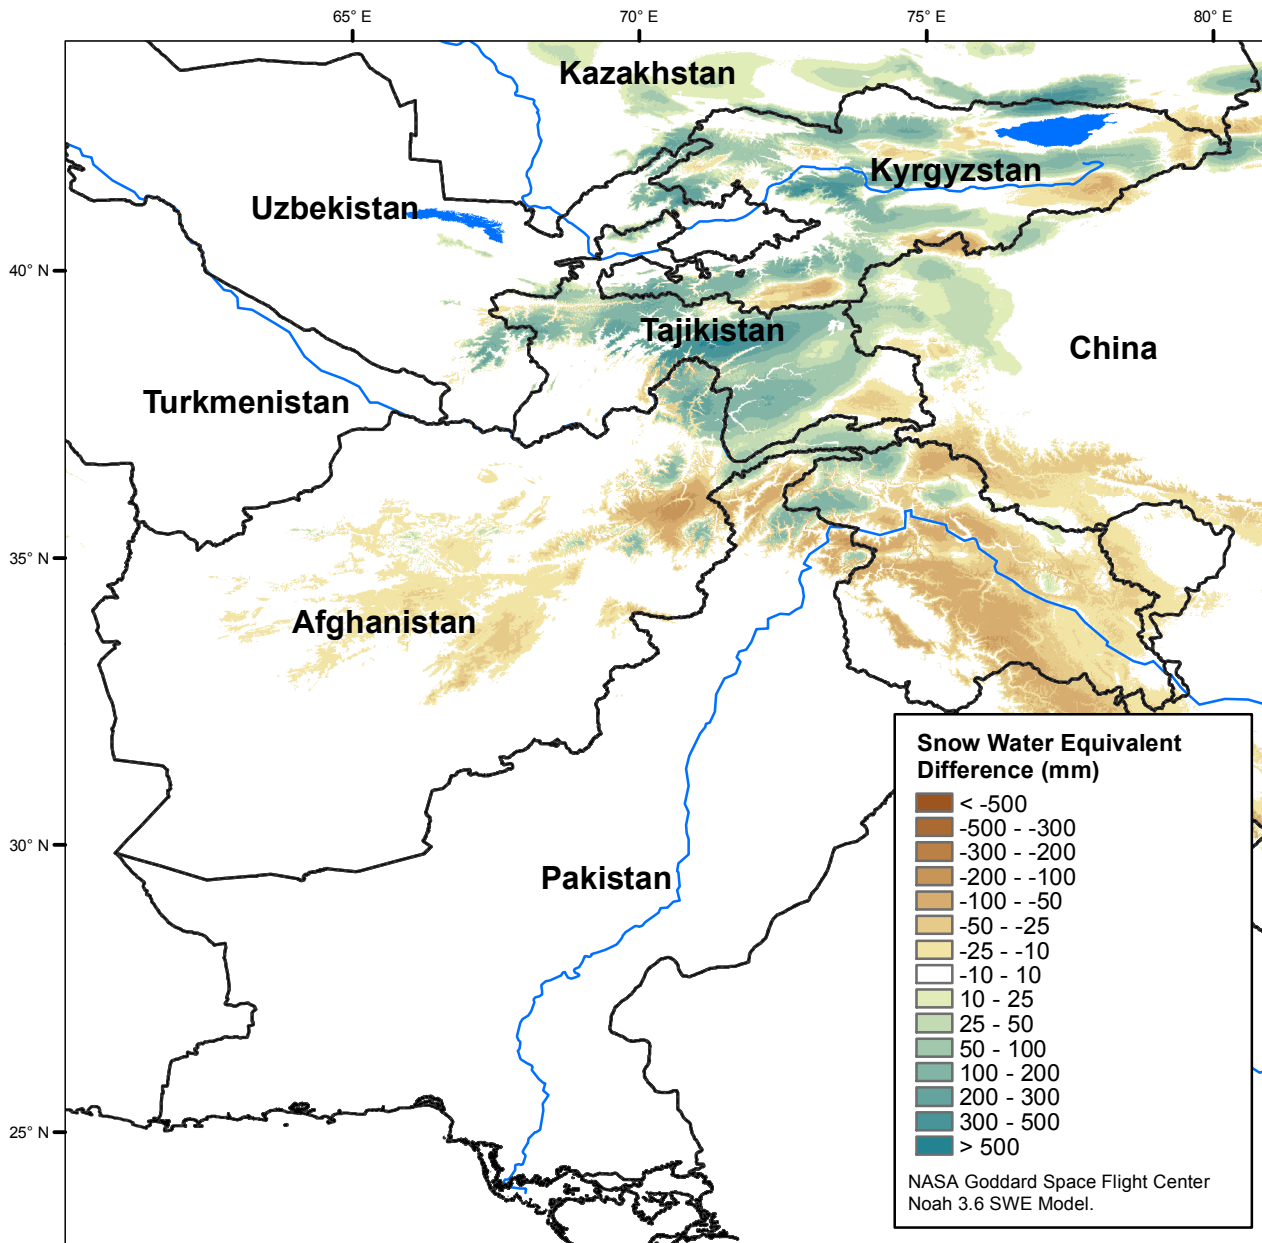 65° E
70° E
75° E
80° E
Kazakhstan
Kyrgyzstan
Uzbekistan
40° N
Tajikistan
China
Turkmenistan
35° N
Afghanistan
Snow Water Equivalent
Difference (mm)
< -500
-500 - -300
30° N
-300 - -200
Pakistan
-200 - -100
-100 - -50
-50 - -25
-25 - -10
-10 - 10
10 - 25
25 - 50
50 - 100
100 - 200
200 - 300
300 - 500
25° N
> 500
NASA Goddard Space Flight Center
Noah 3.6 SWE Model.